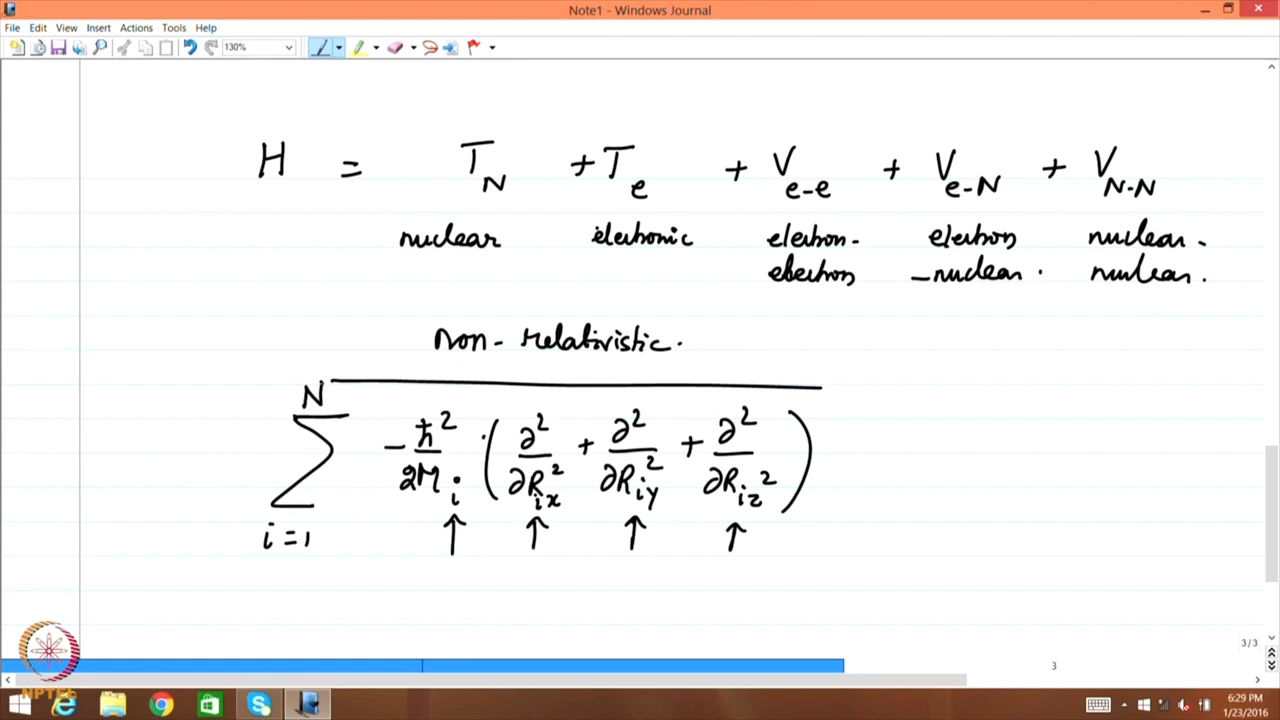 Note1 - Windows Journal
File Edit View Insert Actions Tools Help
130%
H = T_N + T_e + V_e-e + V_e-N + V_N-N
nuclear electronic electron- electron nuclear-
electron -nuclear. nuclear.
non-relativistic.
N
∑ -ħ²/2M_i · (∂²/∂R_ix² + ∂²/∂R_iy² + ∂²/∂R_iz²)
i=1 ↑ ↑ ↑ ↑
3/3
3
NPTEL
6:29 PM
1/23/2016